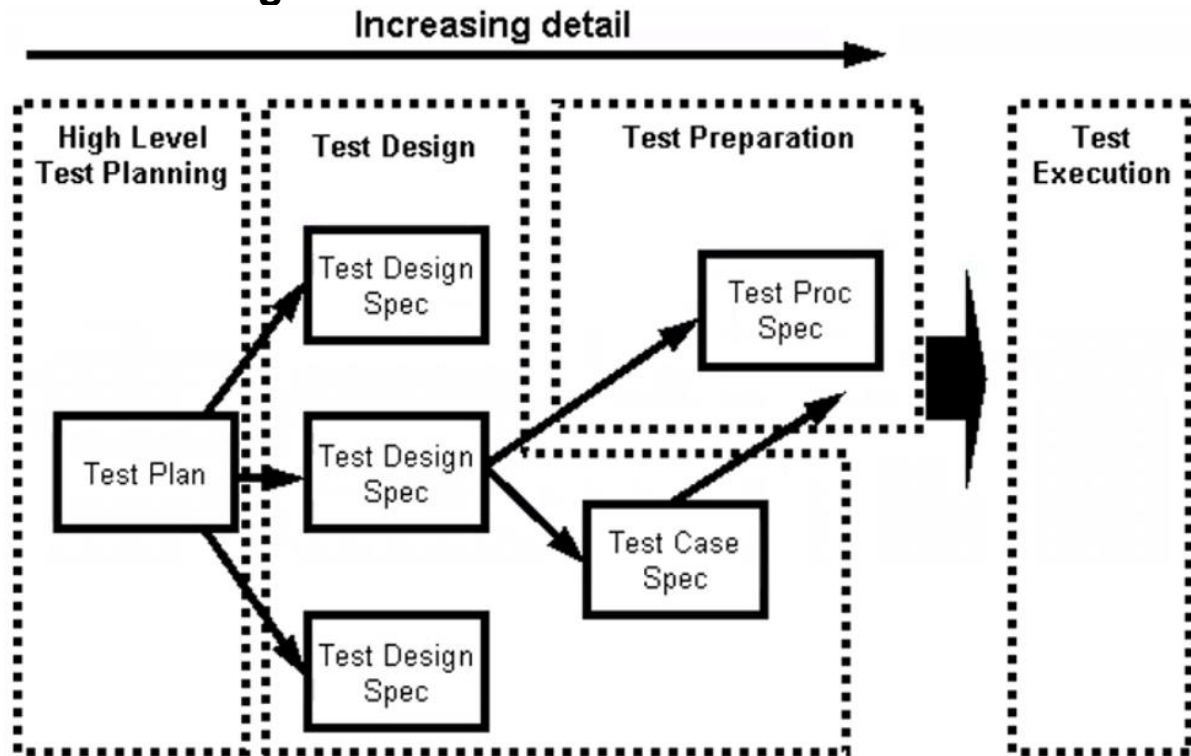 Increasing detail
High Level
Test Planning
Test Design
Test Preparation
Test
Execution
Test Design
Spec
Test Proc
Spec
Test Plan
Test Design
Spec
Test Case
Spec
Test Design
Spec